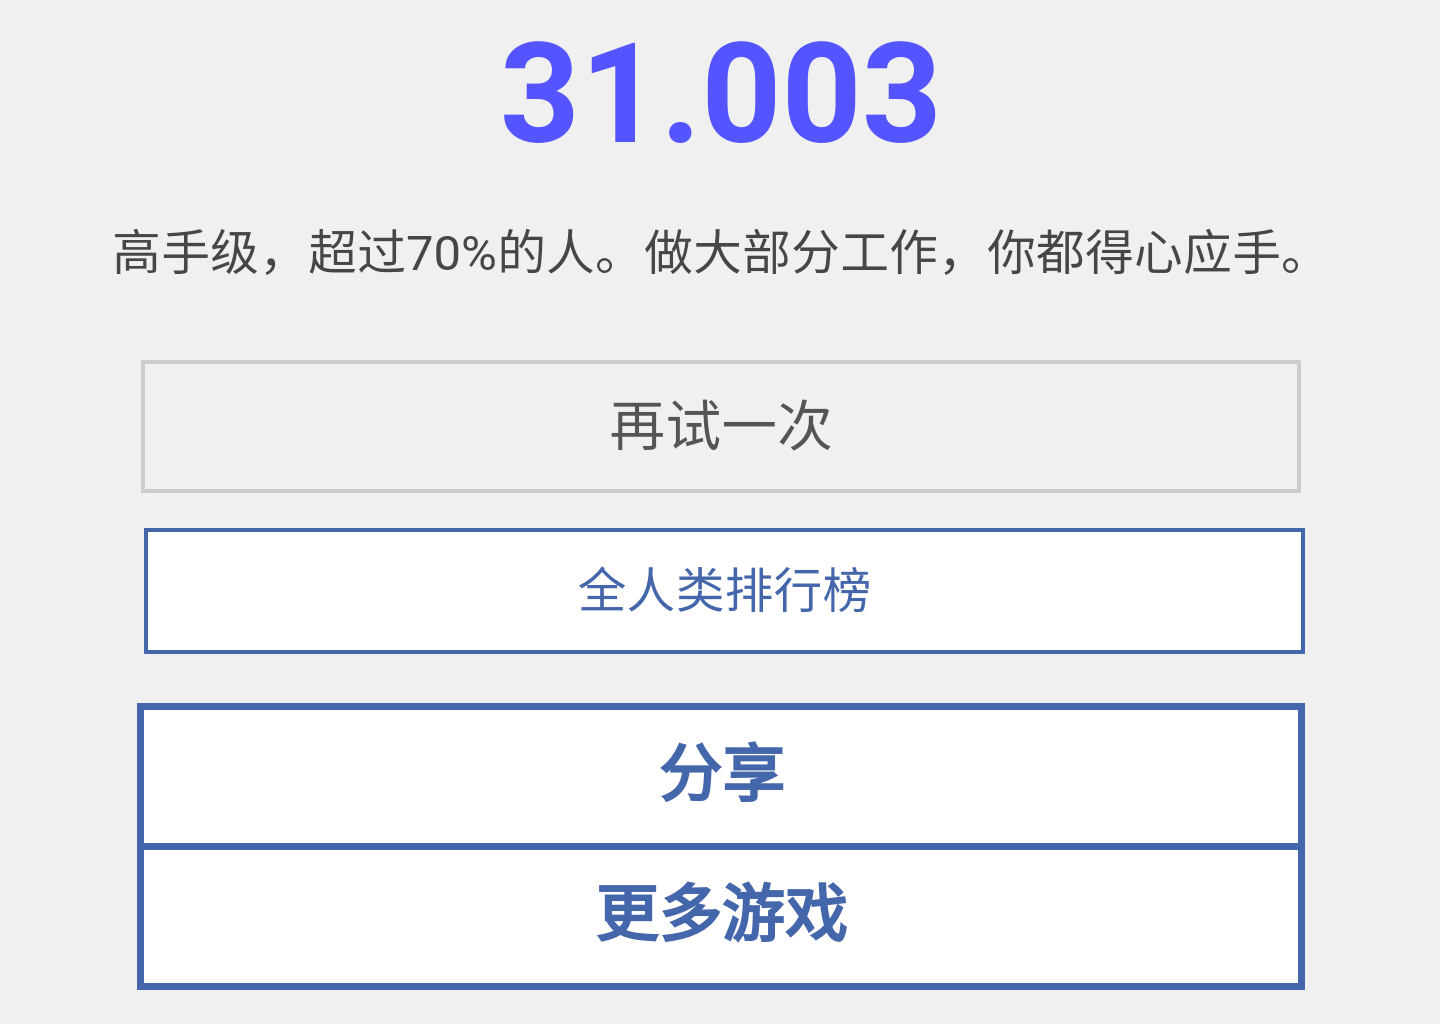 31.003
高手级，超过70%的人。做大部分工作，你都得心应手。
再试一次
全人类排行榜
分享
更多游戏